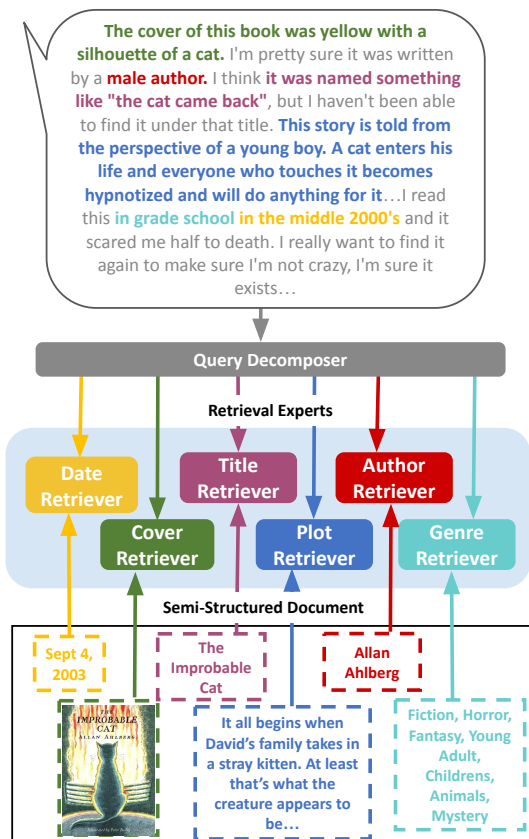 The cover of this book was yellow with a
silhouette of a cat. I'm pretty sure it was written
by a male author. I think it was named something
like "the cat came back", but I haven't been able
to find it under that title. This story is told from
the perspective of a young boy. A cat enters his
life and everyone who touches it becomes
hypnotized and will do anything for it…I read
this in grade school in the middle 2000's and it
scared me half to death. I really want to find it
again to make sure I'm not crazy, I'm sure it
exists…
Query Decomposer
Retrieval Experts
Date
Retriever
Title
Retriever
Author
Retriever
Cover
Retriever
Plot
Retriever
Genre
Retriever
Semi-Structured Document
Sept 4,
2003
The
Improbable
Cat
Allan
Ahlberg
THE
IMPROBABLE
CAT
ALLAN AHLBERG
It all begins when
David's family takes in
a stray kitten. At least
that's what the
creature appears to
be…
Fiction, Horror,
Fantasy, Young
Adult,
Childrens,
Animals,
Mystery